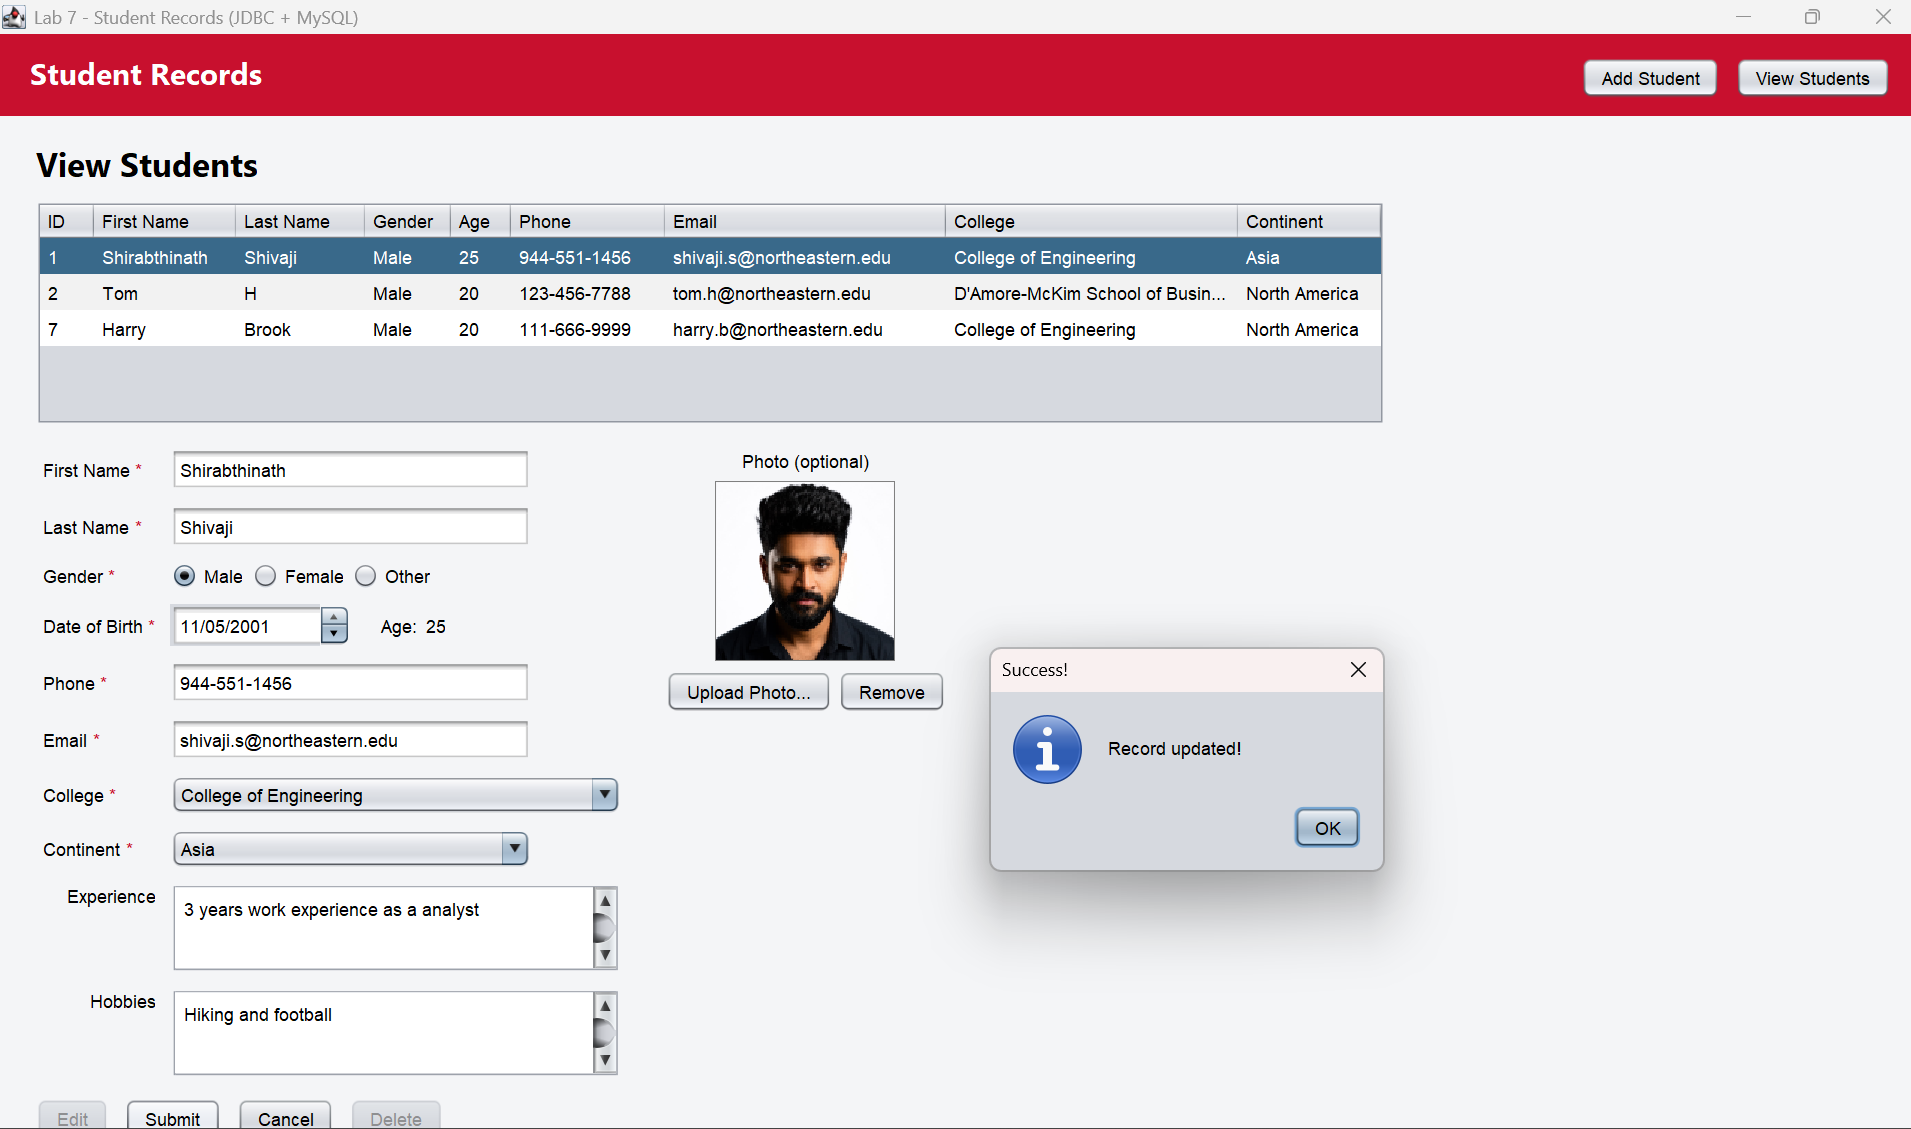 Lab 7 - Student Records (JDBC + MySQL)
Student Records
Add Student
View Students
View Students
ID First Name Last Name Gender Age Phone Email College Continent
1 Shirabthinath Shivaji Male 25 944-551-1456 shivaji.s@northeastern.edu College of Engineering Asia
2 Tom H Male 20 123-456-7788 tom.h@northeastern.edu D'Amore-McKim School of Busin... North America
7 Harry Brook Male 20 111-666-9999 harry.b@northeastern.edu College of Engineering North America
First Name * Shirabthinath
Last Name * Shivaji
Gender * Male Female Other
Date of Birth * 11/05/2001 Age: 25
Phone * 944-551-1456
Email * shivaji.s@northeastern.edu
College * College of Engineering
Continent * Asia
Experience 3 years work experience as a analyst
Hobbies Hiking and football
Edit Submit Cancel Delete
Photo (optional)
Upload Photo... Remove
Success!
Record updated!
OK